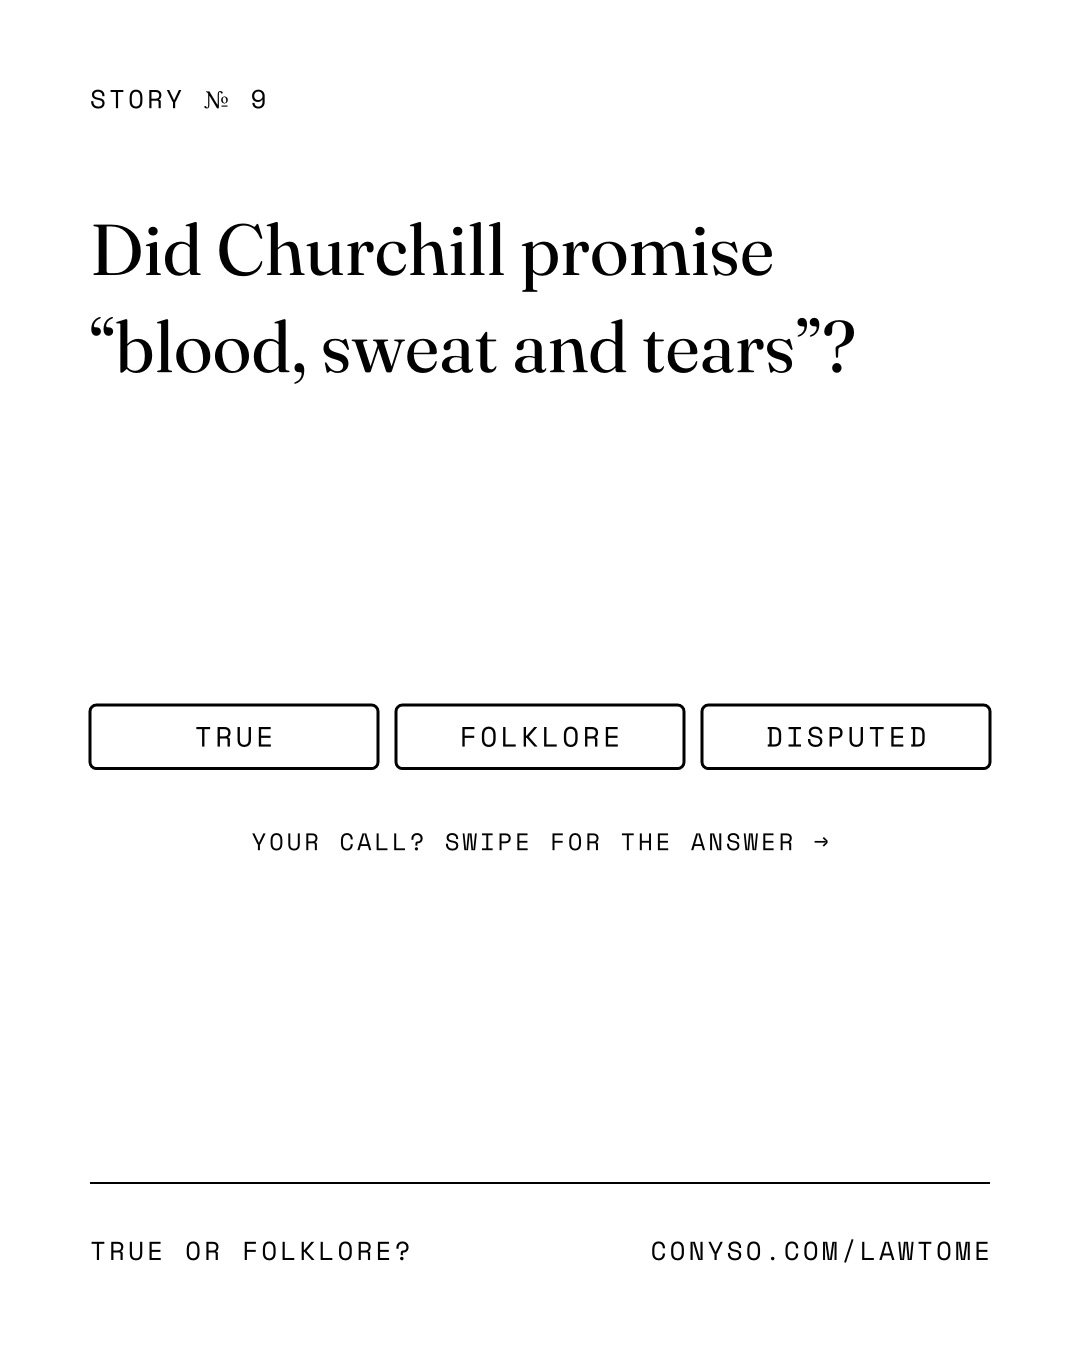 STORY № 9
Did Churchill promise
“blood, sweat and tears”?
TRUE
FOLKLORE
DISPUTED
YOUR CALL? SWIPE FOR THE ANSWER →
TRUE OR FOLKLORE?
CONYSO.COM/LAWTOME